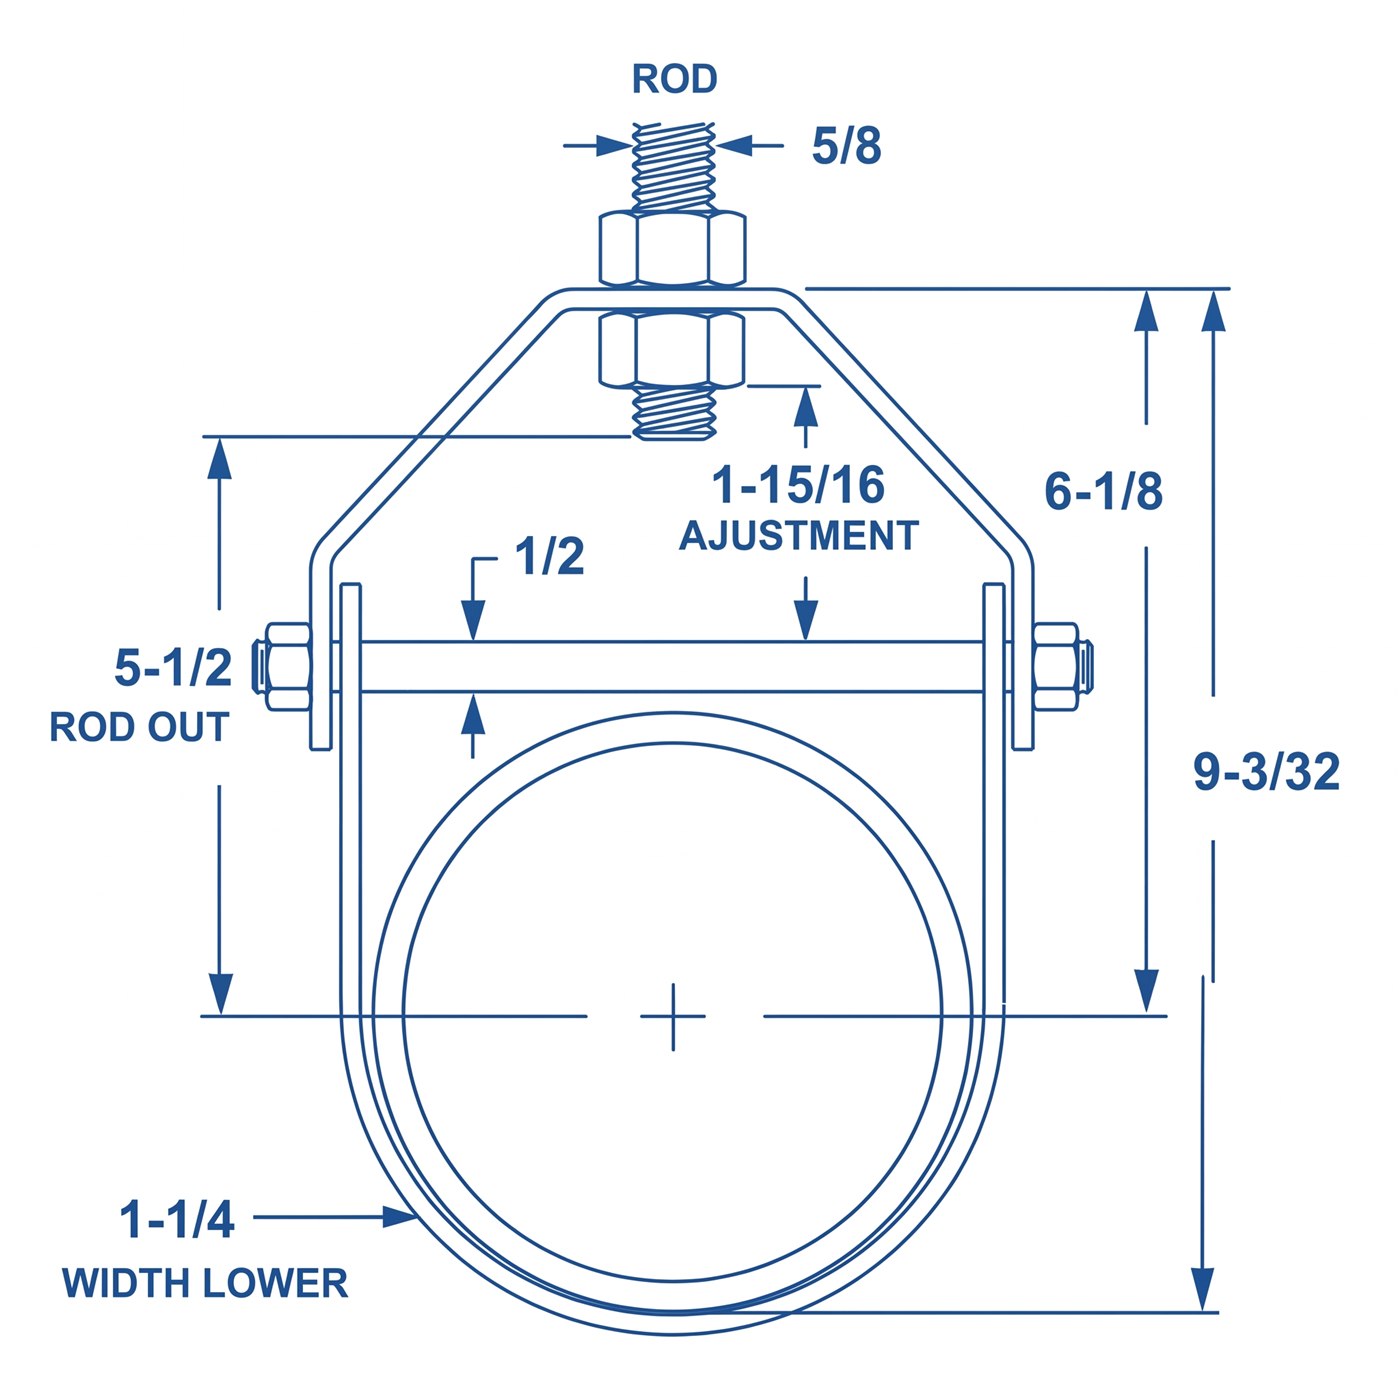 ROD
5/8
1-15/16
AJUSTMENT
6-1/8
1/2
5-1/2
ROD OUT
9-3/32
1-1/4
WIDTH LOWER